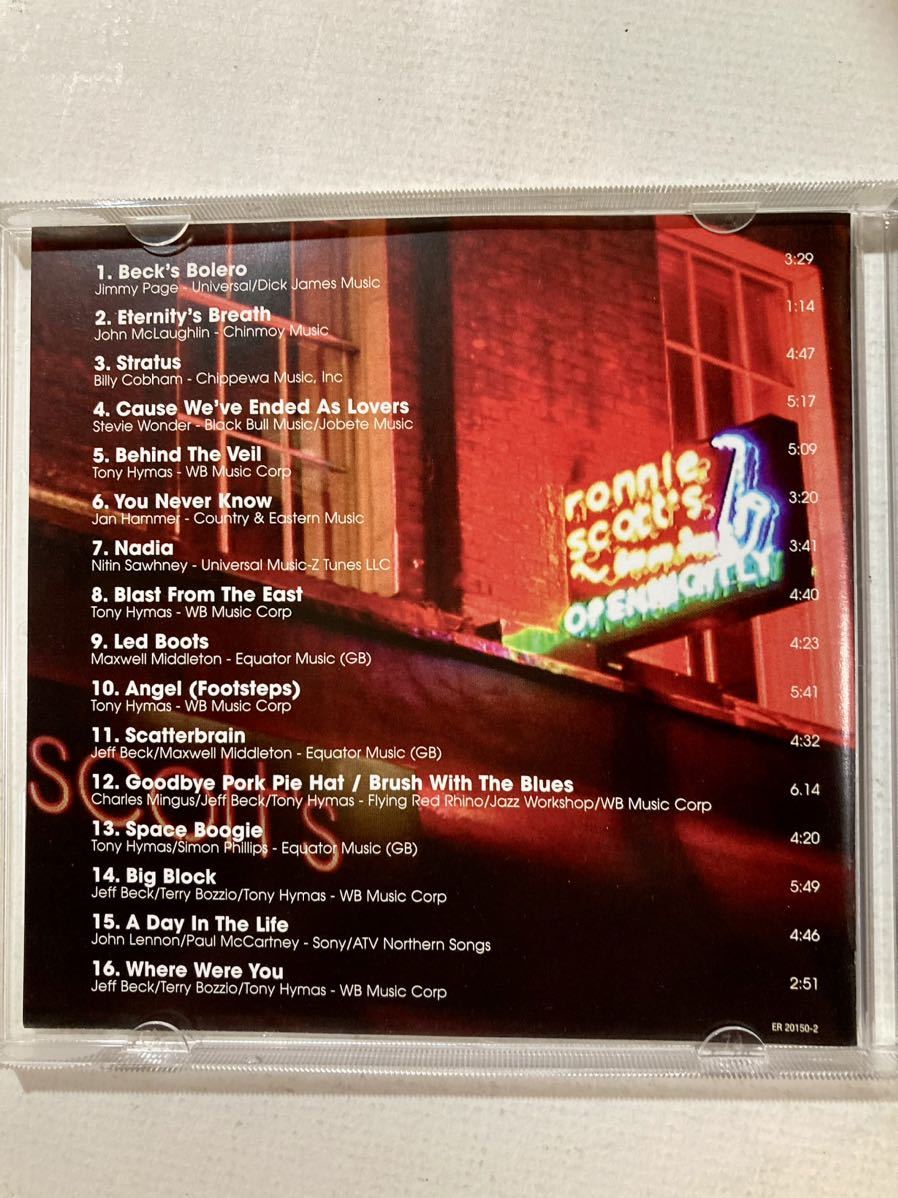 1. Beck's Bolero 3:29
Jimmy Page - Universal/Dick James Music
2. Eternity's Breath 1:14
John McLaughlin - Chinmoy Music
3. Stratus 4:47
Billy Cobham - Chippewa Music, Inc
4. Cause We've Ended As Lovers 5:17
Stevie Wonder - Black Bull Music/Jobete Music
5. Behind The Veil 5:09
Tony Hymas - WB Music Corp
6. You Never Know 3:20
Jan Hammer - Country & Eastern Music
7. Nadia 3:41
Nitin Sawhney - Universal Music-Z Tunes LLC
8. Blast From The East 4:40
Tony Hymas - WB Music Corp
9. Led Boots 4:23
Maxwell Middleton - Equator Music (GB)
10. Angel (Footsteps) 5:41
Tony Hymas - WB Music Corp
11. Scatterbrain 4:32
Jeff Beck/Maxwell Middleton - Equator Music (GB)
12. Goodbye Pork Pie Hat / Brush With The Blues 6.14
Charles Mingus/Jeff Beck/Tony Hymas - Flying Red Rhino/Jazz Workshop/WB Music Corp
13. Space Boogie 4:20
Tony Hymas/Simon Phillips - Equator Music (GB)
14. Big Block 5:49
Jeff Beck/Terry Bozzio/Tony Hymas - WB Music Corp
15. A Day In The Life 4:46
John Lennon/Paul McCartney - Sony/ATV Northern Songs
16. Where Were You 2:51
Jeff Beck/Terry Bozzio/Tony Hymas - WB Music Corp
ER 20150-2
ronnie
scott's
OPEN NIGHTLY
SCOTT'S